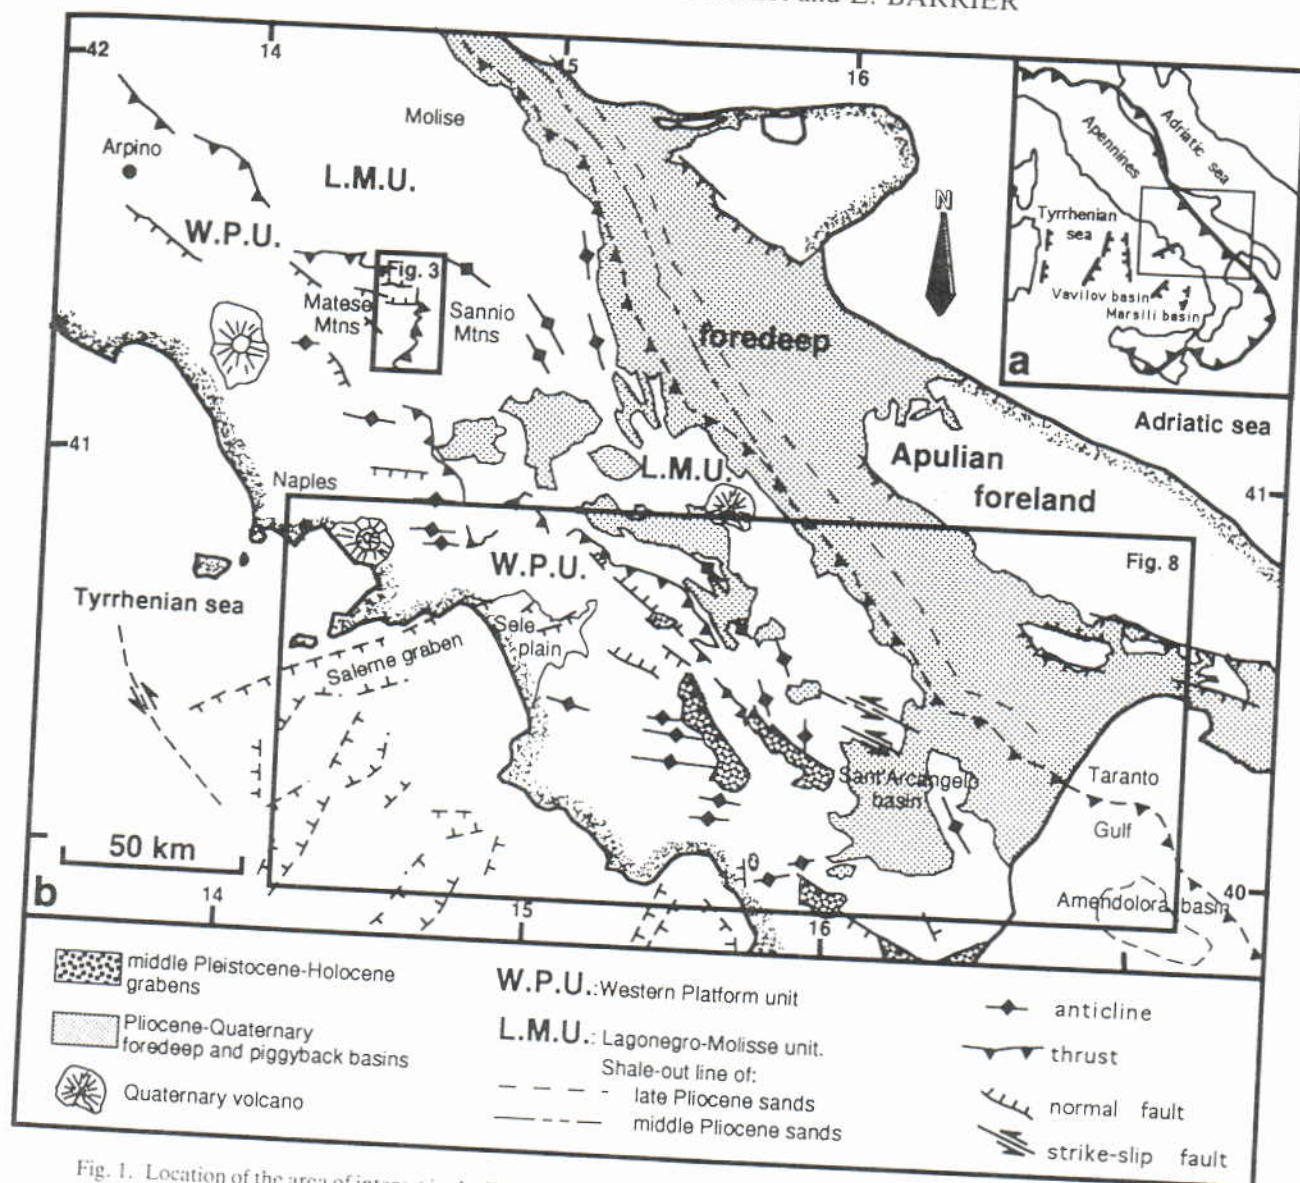 and E. BARRIER
42
14
15
16
Molise
Arpino
L.M.U.
W.P.U.
Fig. 3
Matese
Mtns
Sannio
Mtns
foredeep
N
Apennines
Adriatic sea
Tyrrhenian
sea
Vavilov basin
Marsili basin
a
Adriatic sea
41
Naples
L.M.U.
Apulian
foreland
41
W.P.U.
Fig. 8
Tyrrhenian sea
Sele
plain
Salerne graben
Sant'Arcangelo
basin
Taranto
Gulf
50 km
b
14
15
16
40
Amendolora basin
middle Pleistocene-Holocene
grabens
Pliocene-Quaternary
foredeep and piggyback basins
Quaternary volcano
W.P.U.:Western Platform unit
L.M.U.: Lagonegro-Molisse unit.
Shale-out line of:
late Pliocene sands
middle Pliocene sands
anticline
thrust
normal fault
strike-slip fault
Fig. 1. Location of the area of interest in the